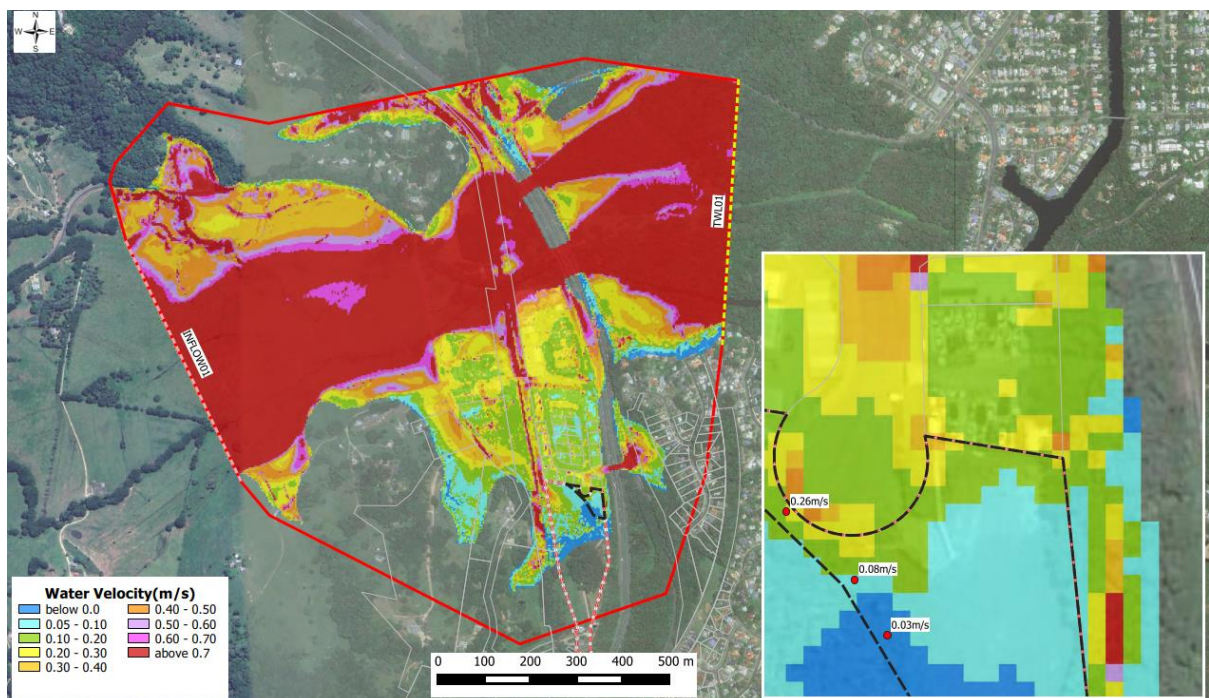 N
W E
S
INFLOW01
TWL01
0.26m/s
0.08m/s
0.03m/s
Water Velocity(m/s)
below 0.0 0.40 - 0.50
0.05 - 0.10 0.50 - 0.60
0.10 - 0.20 0.60 - 0.70
0.20 - 0.30 above 0.7
0.30 - 0.40
0 100 200 300 400 500 m